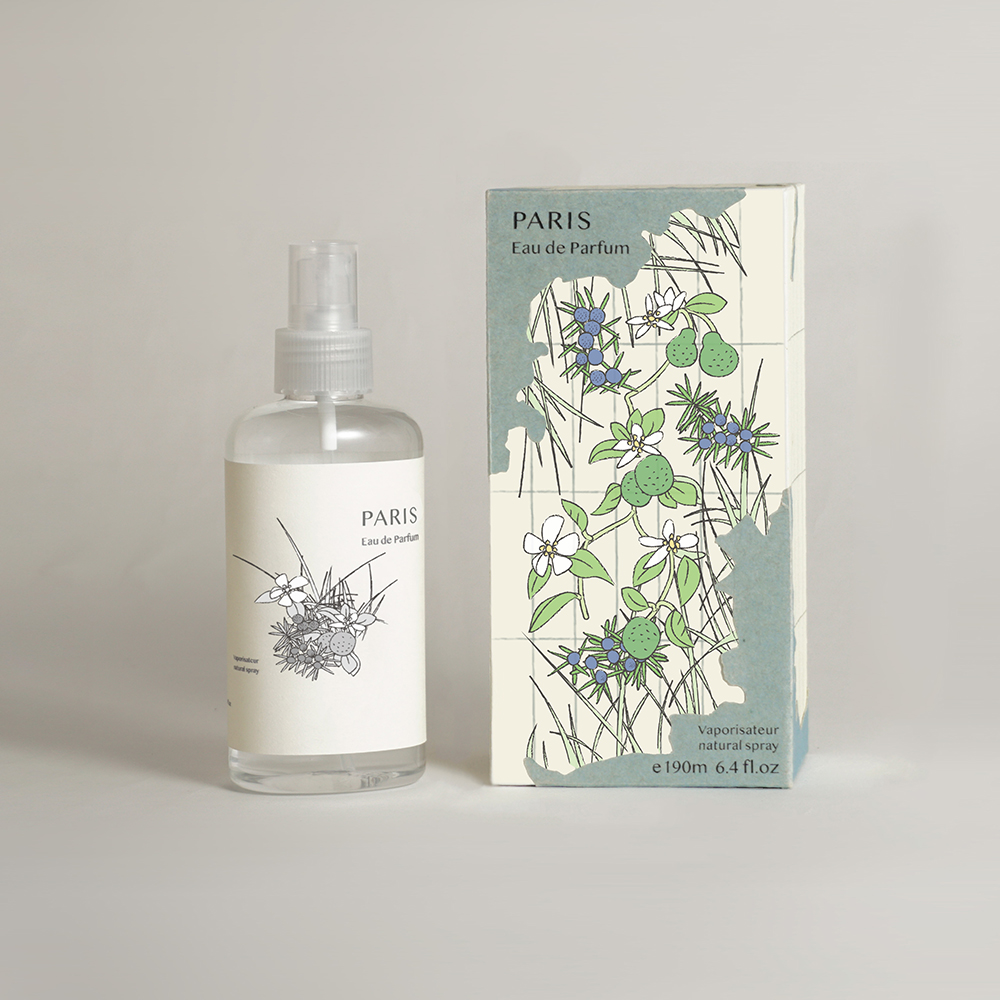 PARIS
Eau de Parfum
Vaporisateur
natural spray
PARIS
Eau de Parfum
Vaporisateur
natural spray
e190m 6.4 fl.oz